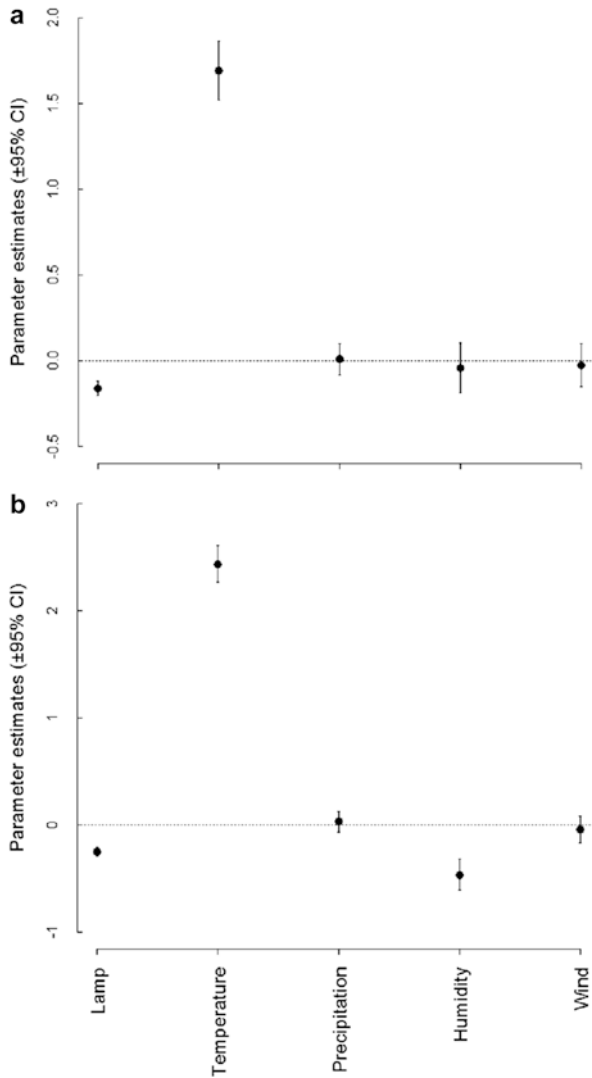 a
Parameter estimates (±95% CI)
2.0
1.5
1.0
0.5
0.0
-0.5
b
Parameter estimates (±95% CI)
3
2
1
0
-1
Lamp
Temperature
Precipitation
Humidity
Wind